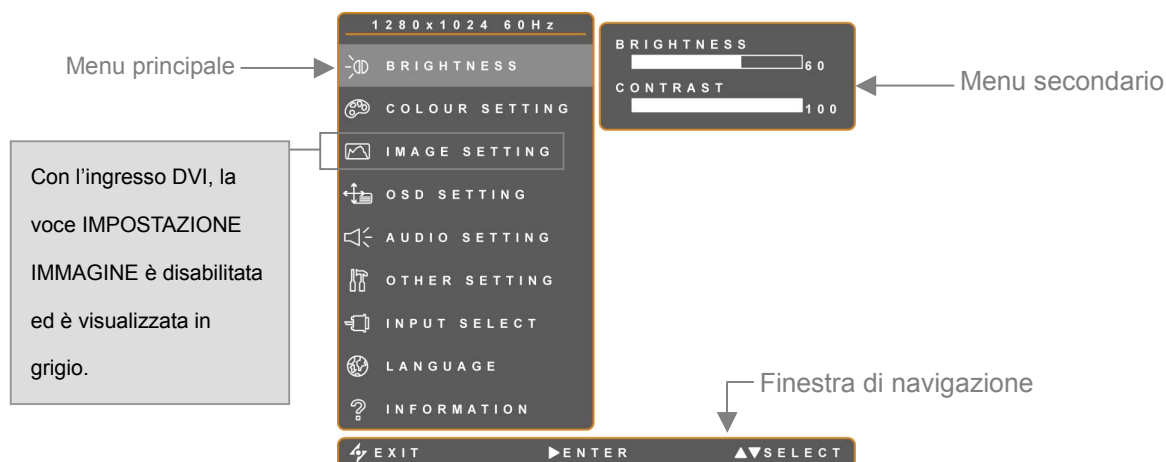 1280x1024 60Hz
Menu principale
BRIGHTNESS
COLOUR SETTING
IMAGE SETTING
OSD SETTING
AUDIO SETTING
OTHER SETTING
INPUT SELECT
LANGUAGE
INFORMATION
BRIGHTNESS
60
CONTRAST
100
Menu secondario
Con l’ingresso DVI, la
voce IMPOSTAZIONE
IMMAGINE è disabilitata
ed è visualizzata in
grigio.
Finestra di navigazione
EXIT ▶ENTER ▲▼SELECT